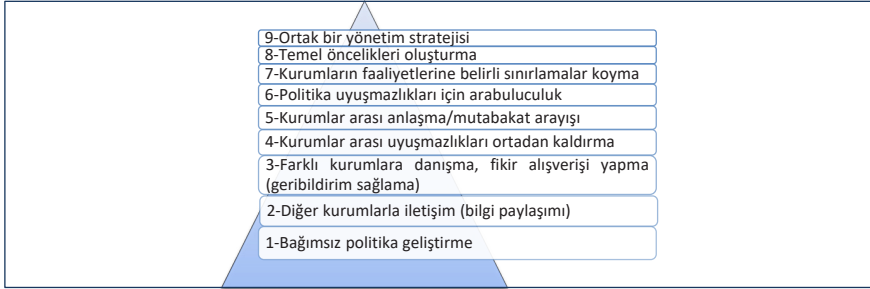 9-Ortak bir yönetim stratejisi
8-Temel öncelikleri oluşturma
7-Kurumların faaliyetlerine belirli sınırlamalar koyma
6-Politika uyuşmazlıkları için arabuluculuk
5-Kurumlar arası anlaşma/mutabakat arayışı
4-Kurumlar arası uyuşmazlıkları ortadan kaldırma
3-Farklı kurumlara danışma, fikir alışverişi yapma
(geribildirim sağlama)
2-Diğer kurumlarla iletişim (bilgi paylaşımı)
1-Bağımsız politika geliştirme